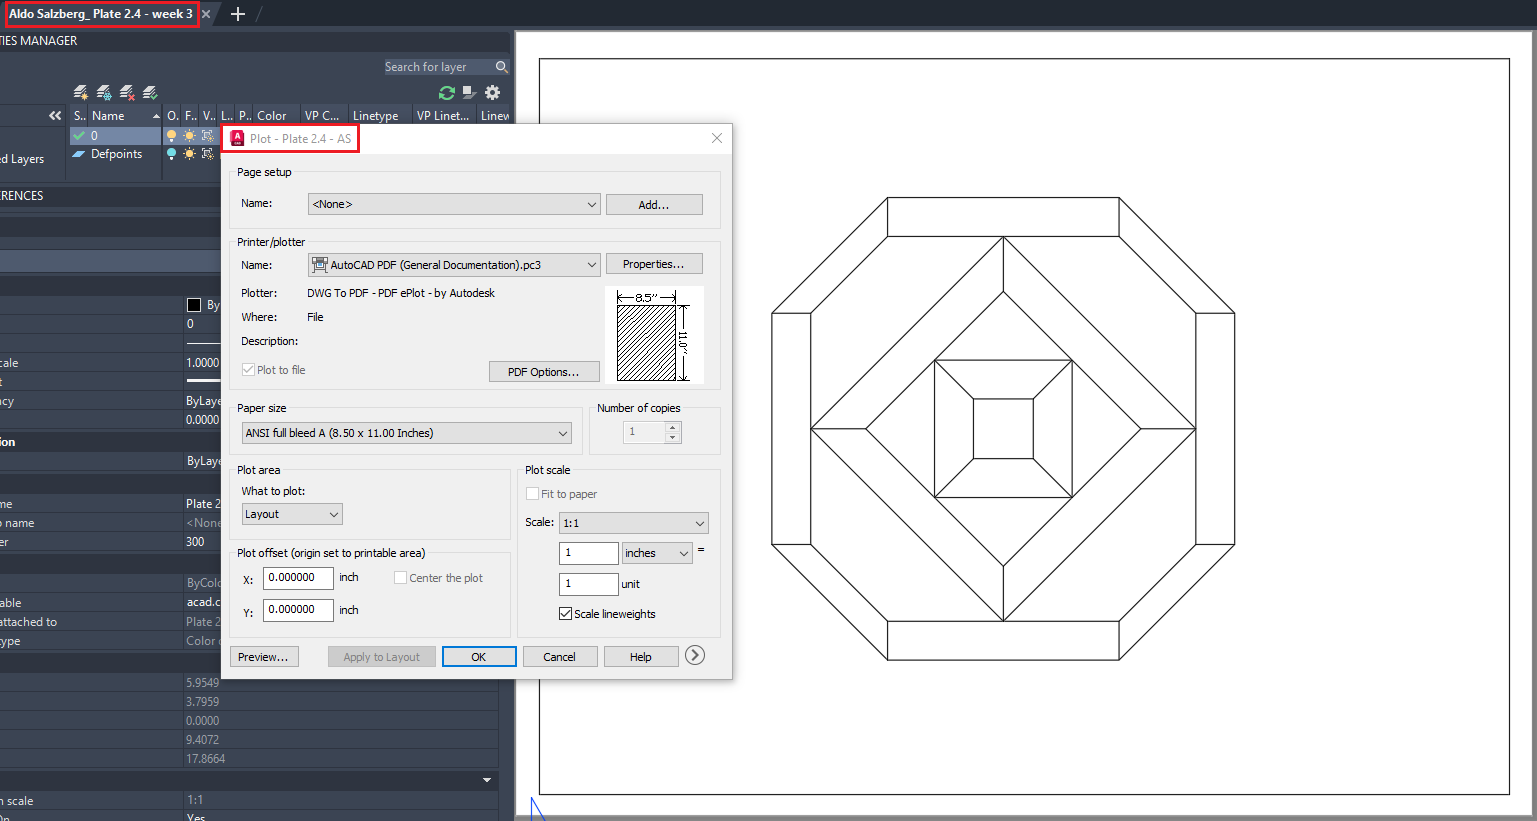 Aldo Salzberg_ Plate 2.4 - week 3
TIES MANAGER
Search for layer
S.. Name O. F.. V.. L.. P.. Color VP C... Linetype VP Linet... Linew
0
ed Layers
Defpoints
Plot - Plate 2.4 - AS
ERENCES
Page setup
Name: <None> Add...
Printer/plotter
Name: AutoCAD PDF (General Documentation).pc3 Properties...
Plotter: DWG To PDF - PDF ePlot - by Autodesk
Where: File
Description:
8.5"
11.0"
Plot to file
PDF Options...
Paper size
ANSI full bleed A (8.50 x 11.00 Inches)
Number of copies
1
Plot area
What to plot:
Layout
Plot scale
Fit to paper
Scale: 1:1
1 inches =
1 unit
Scale lineweights
Plot offset (origin set to printable area)
X: 0.000000 inch
Center the plot
Y: 0.000000 inch
Preview... Apply to Layout OK Cancel Help
By
0
cale 1.0000
t
ncy ByLaye
0.0000
ion
ByLaye
me Plate 2
o name <None
er 300
ByColo
able acad.c
attached to Plate 2
type Color
5.9549
3.7959
0.0000
9.4072
17.8664
n scale 1:1
On Yes